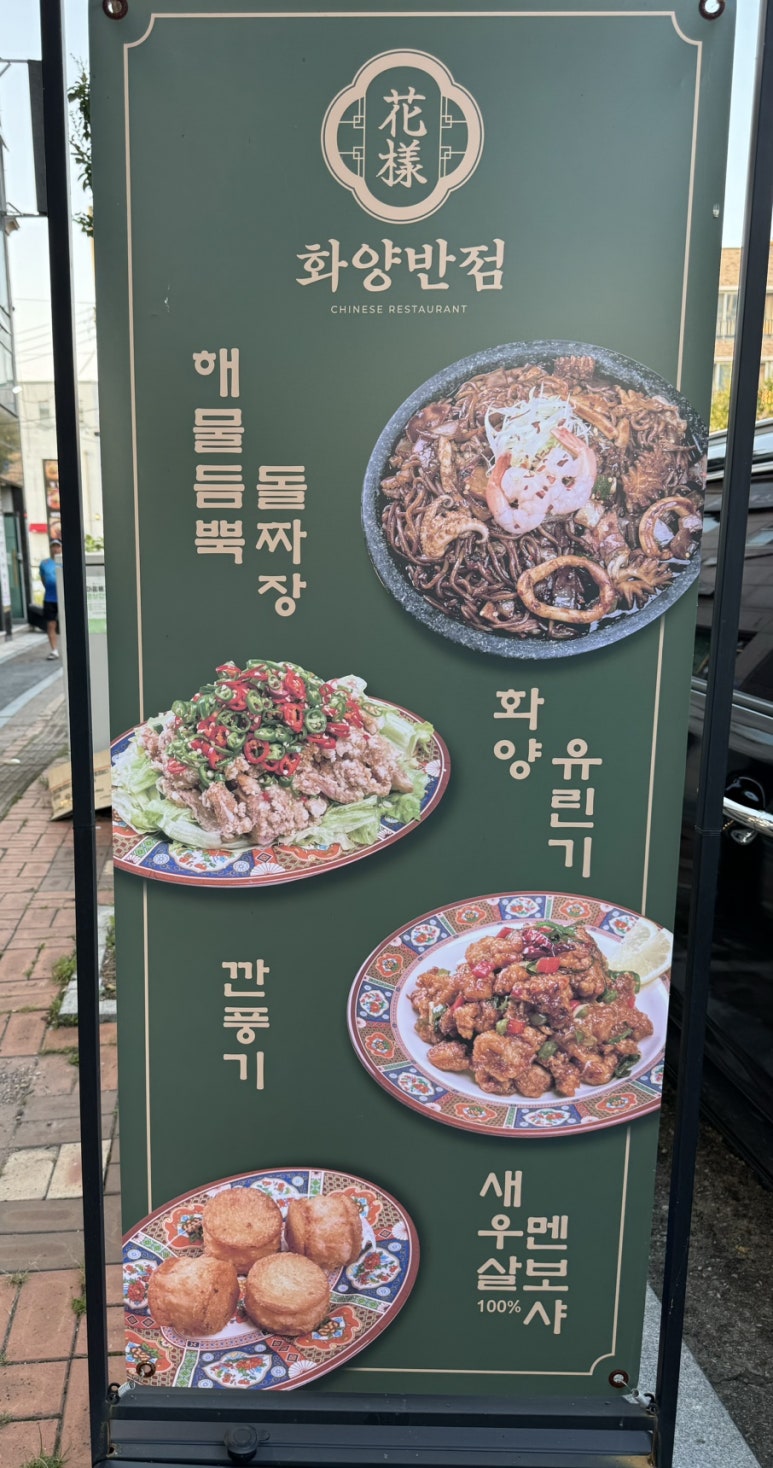 花
樣
화양반점
CHINESE RESTAURANT
해물듬뿍
돌짜장
화양
유린기
깐풍기
새우살
100%
멘보샤